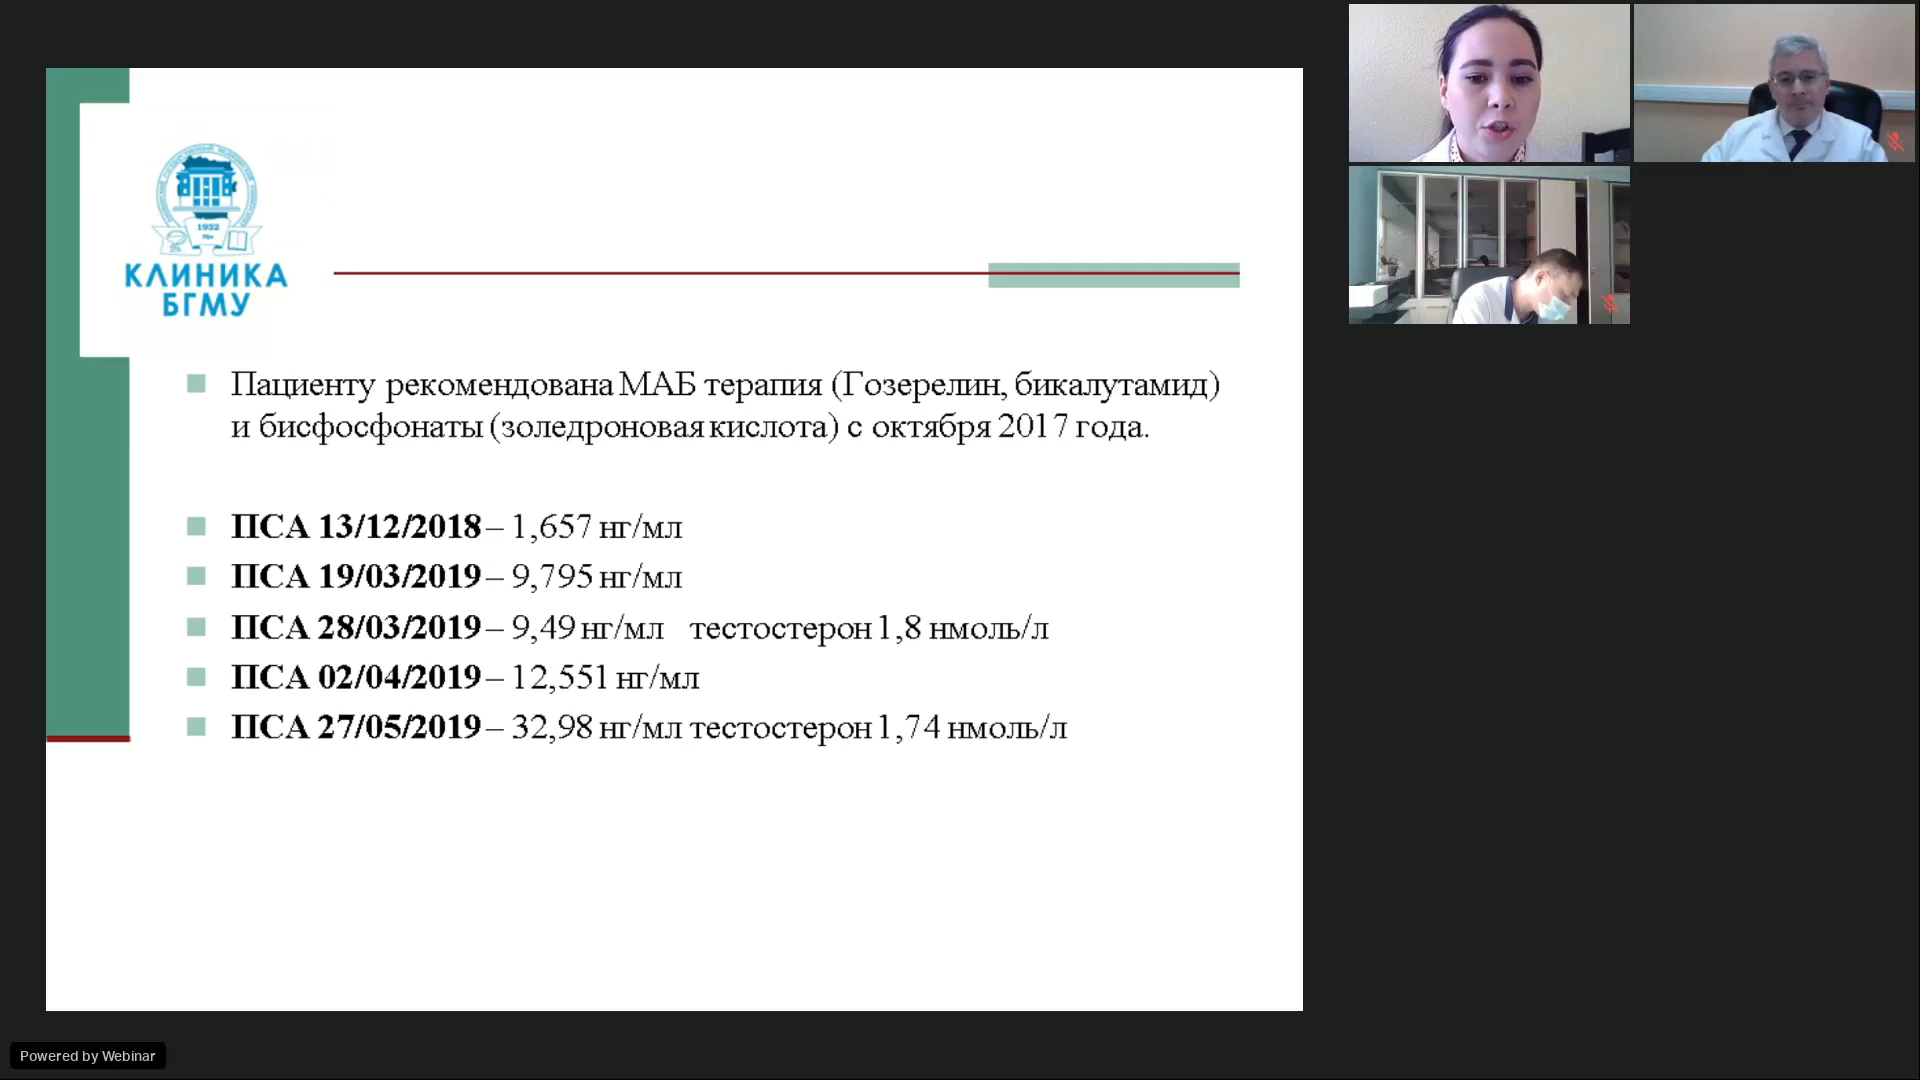 1932
КЛИНИКА
БГМУ
Пациенту рекомендована МАБ терапия (Гозерелин, бикалутамид)
и бисфосфонаты (золедроновая кислота) с октября 2017 года.
ПСА 13/12/2018 – 1,657 нг/мл
ПСА 19/03/2019 – 9,795 нг/мл
ПСА 28/03/2019 – 9,49 нг/мл тестостерон 1,8 нмоль/л
ПСА 02/04/2019 – 12,551 нг/мл
ПСА 27/05/2019 – 32,98 нг/мл тестостерон 1,74 нмоль/л
Powered by Webinar